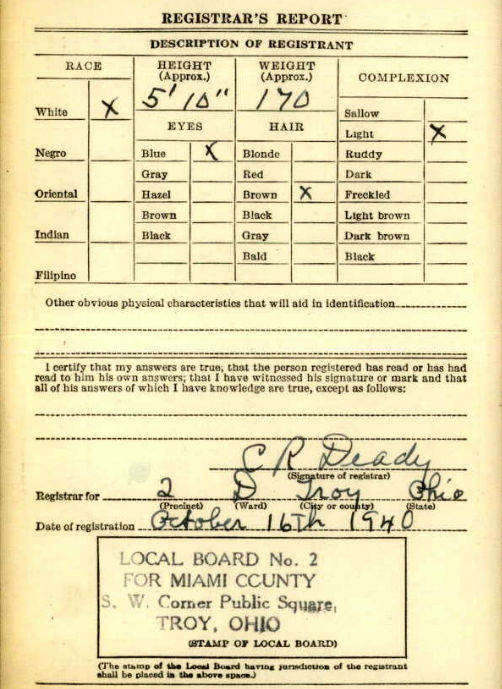 REGISTRAR'S REPORT
DESCRIPTION OF REGISTRANT
RACE
HEIGHT
(Approx.)
WEIGHT
(Approx.)
COMPLEXION
5' 10"
170
White X
Sallow
EYES
HAIR
Light X
Negro
Blue X
Blonde
Ruddy
Gray
Red
Dark
Oriental
Hazel
Brown X
Freckled
Brown
Black
Light brown
Indian
Black
Gray
Dark brown
Bald
Black
Filipino
Other obvious physical characteristics that will aid in identification
I certify that my answers are true; that the person registered has read or has had
read to him his own answers; that I have witnessed his signature or mark and that
all of his answers of which I have knowledge are true, except as follows:
C R Deady
(Signature of registrar)
Registrar for 2 D Troy Ohio
(Precinct) (Ward) (City or county) (State)
Date of registration October 16Th 1940
LOCAL BOARD No. 2
FOR MIAMI COUNTY
S. W. Corner Public Square,
TROY, OHIO
(STAMP OF LOCAL BOARD)
(The stamp of the Local Board having jurisdiction of the registrant
shall be placed in the above space.)